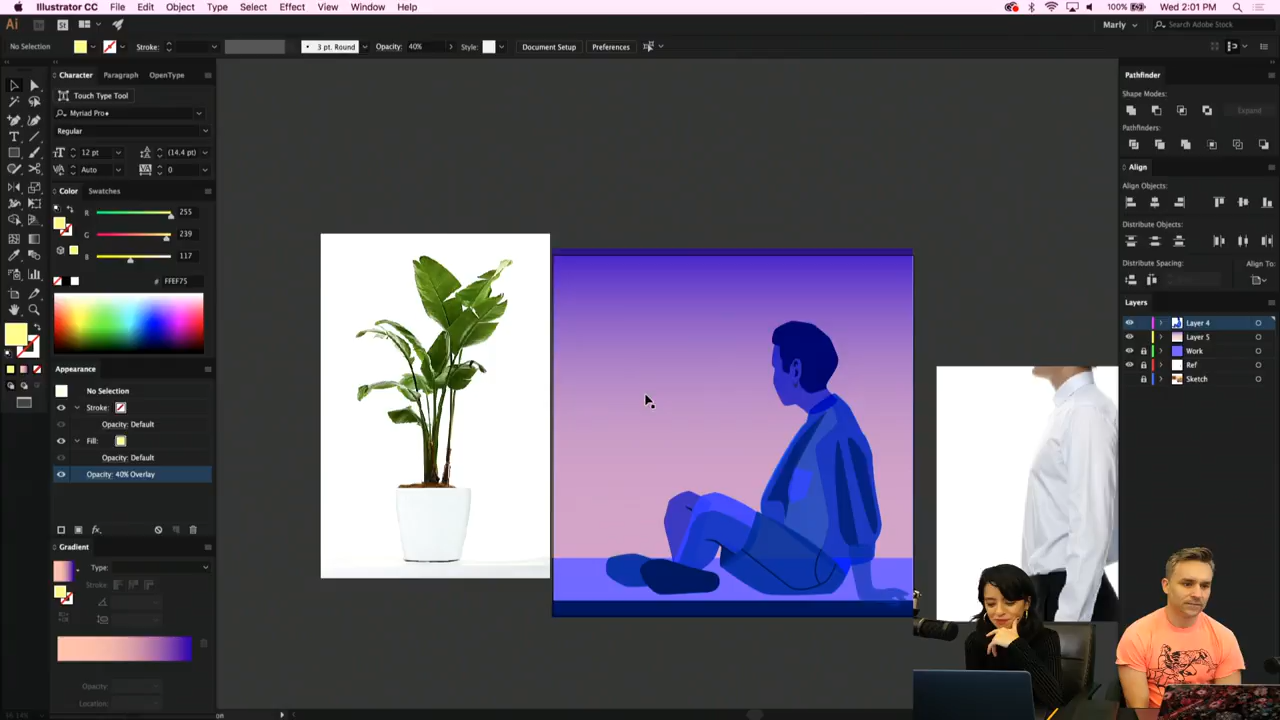 Illustrator CC File Edit Object Type Select Effect View Window Help 100% Wed 2:01 PM
Ai Br St Marly Search Adobe Stock
No Selection Stroke: 3 pt. Round Opacity: 40% Style: Document Setup Preferences
Character Paragraph OpenType
Touch Type Tool
Myriad Pro
Regular
12 pt (14.4 pt)
Auto 0
Color Swatches
R 255
G 239
B 117
# FFEF75
Appearance
No Selection
Stroke:
Opacity: Default
Fill:
Opacity: Default
Opacity: 40% Overlay
fx
Gradient
Type:
Opacity:
Location:
Pathfinder
Shape Modes:
Expand
Pathfinders:
Align
Align Objects:
Distribute Objects:
Distribute Spacing: Align To:
Layers
Layer 4
Layer 5
Work
Ref
Sketch